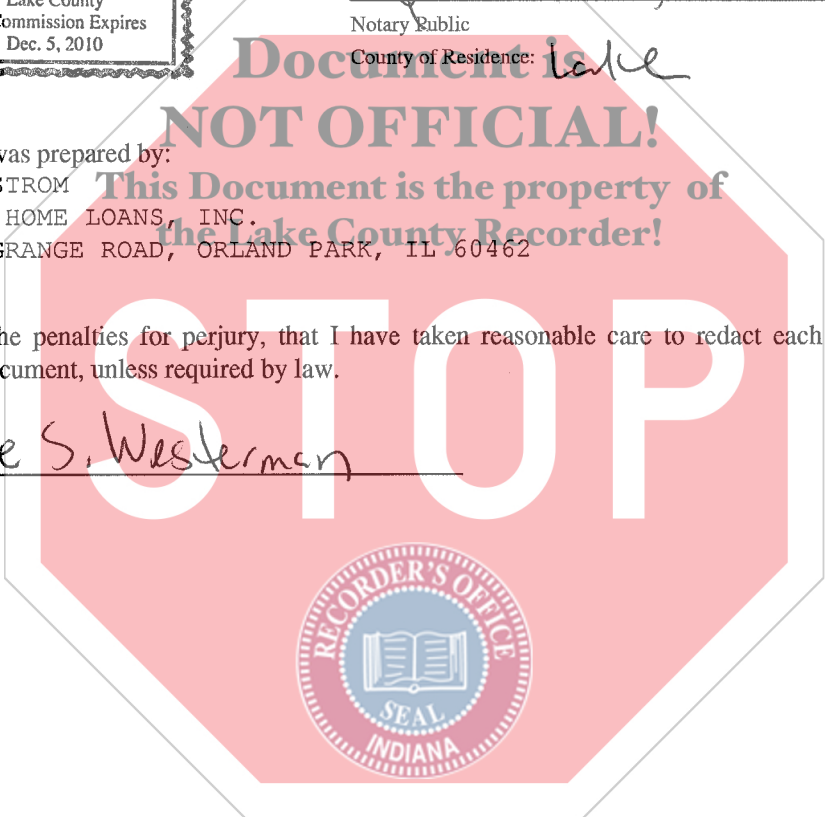 Lake County
Commission Expires
Dec. 5, 2010
Notary Public
County of Residence: Lake
Document is
NOT OFFICIAL!
This Document is the property of
the Lake County Recorder!
was prepared by:
STROM
HOME LOANS, INC.
GRANGE ROAD, ORLAND PARK, IL 60462
he penalties for perjury, that I have taken reasonable care to redact each
cument, unless required by law.
e S. Westerman
STOP
RECORDER'S OFFICE
SEAL
INDIANA